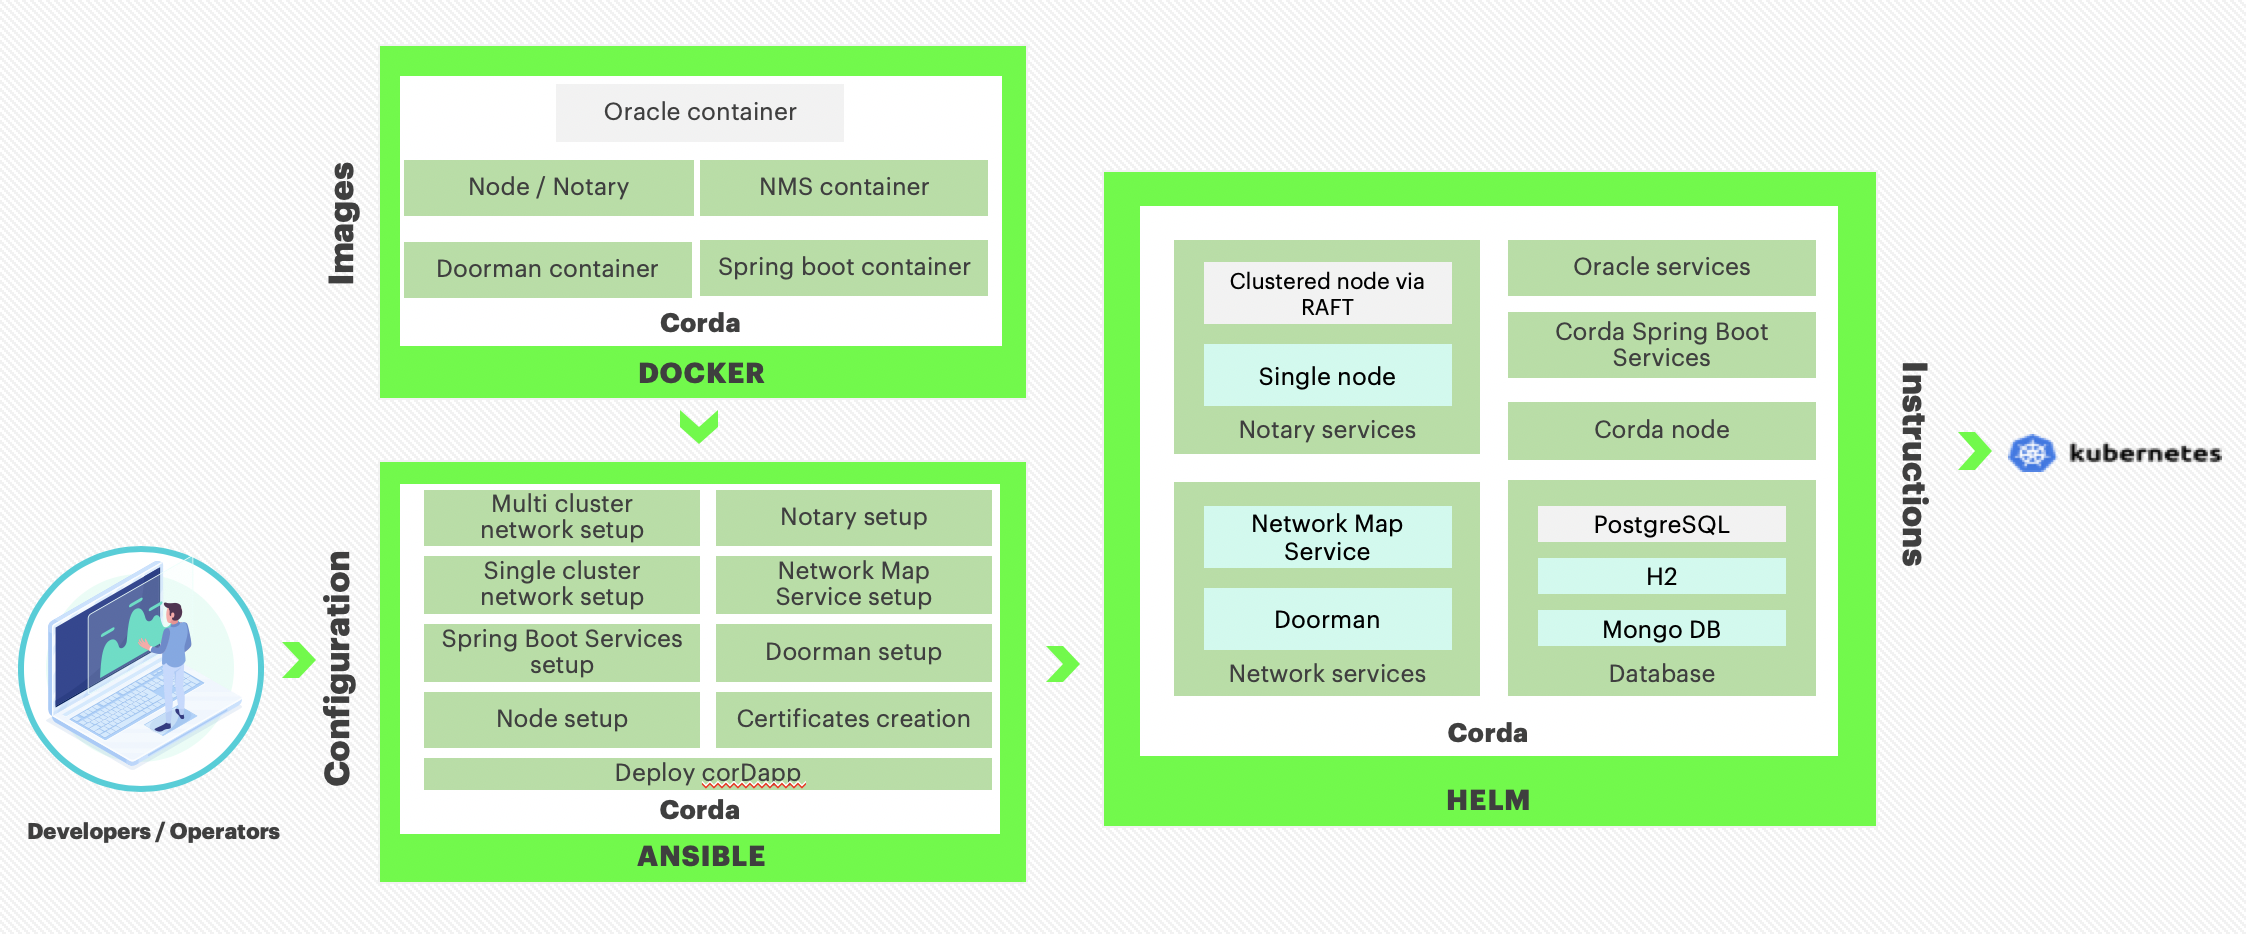 Images
Oracle container
Node / Notary
NMS container
Doorman container
Spring boot container
Corda
DOCKER
Developers / Operators
Configuration
Multi cluster
network setup
Notary setup
Single cluster
network setup
Network Map
Service setup
Spring Boot Services
setup
Doorman setup
Node setup
Certificates creation
Deploy corDapp
Corda
ANSIBLE
Clustered node via
RAFT
Single node
Notary services
Oracle services
Corda Spring Boot
Services
Corda node
Network Map
Service
Doorman
Network services
PostgreSQL
H2
Mongo DB
Database
Corda
HELM
Instructions
kubernetes